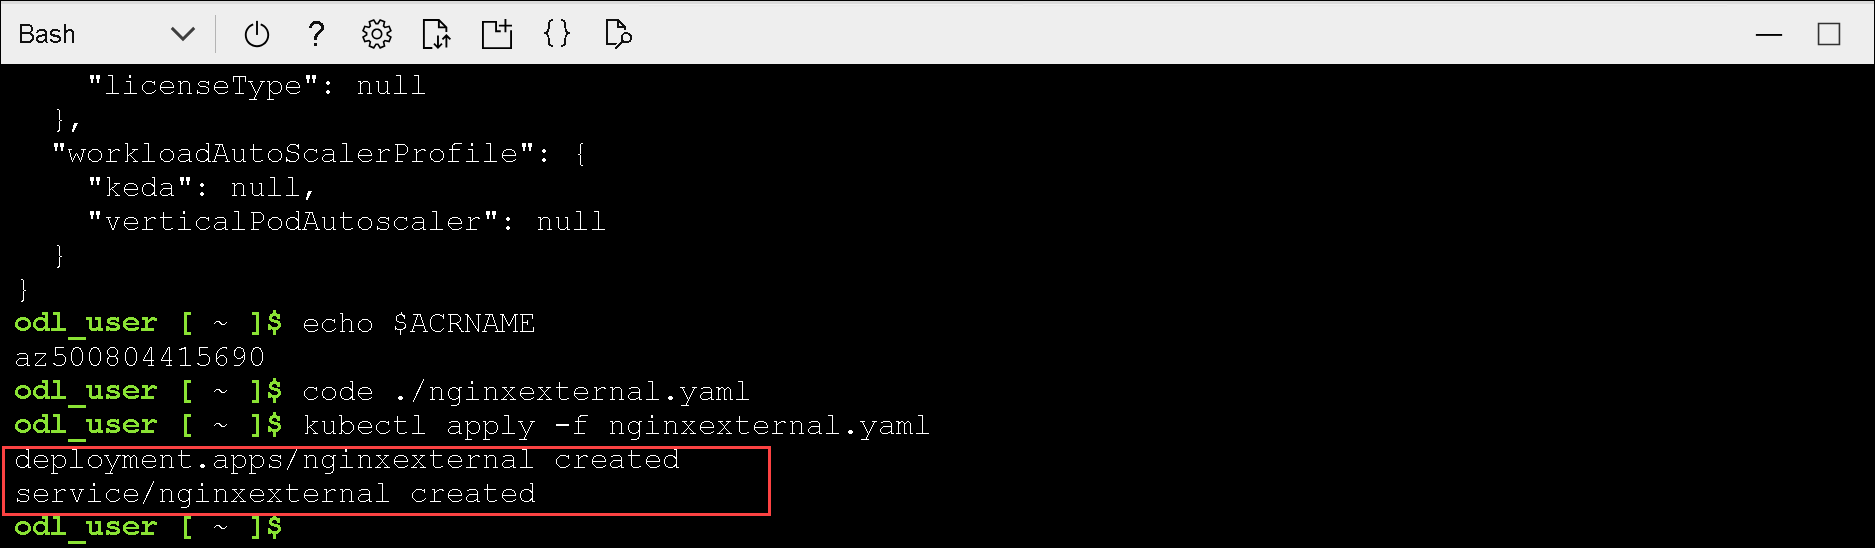 Bash
"licenseType": null
},
"workloadAutoScalerProfile": {
"keda": null,
"verticalPodAutoscaler": null
}
}
odl_user [ ~ ]$ echo $ACRNAME
az500804415690
odl_user [ ~ ]$ code ./nginxexternal.yaml
odl_user [ ~ ]$ kubectl apply -f nginxexternal.yaml
deployment.apps/nginxexternal created
service/nginxexternal created
odl_user [ ~ ]$